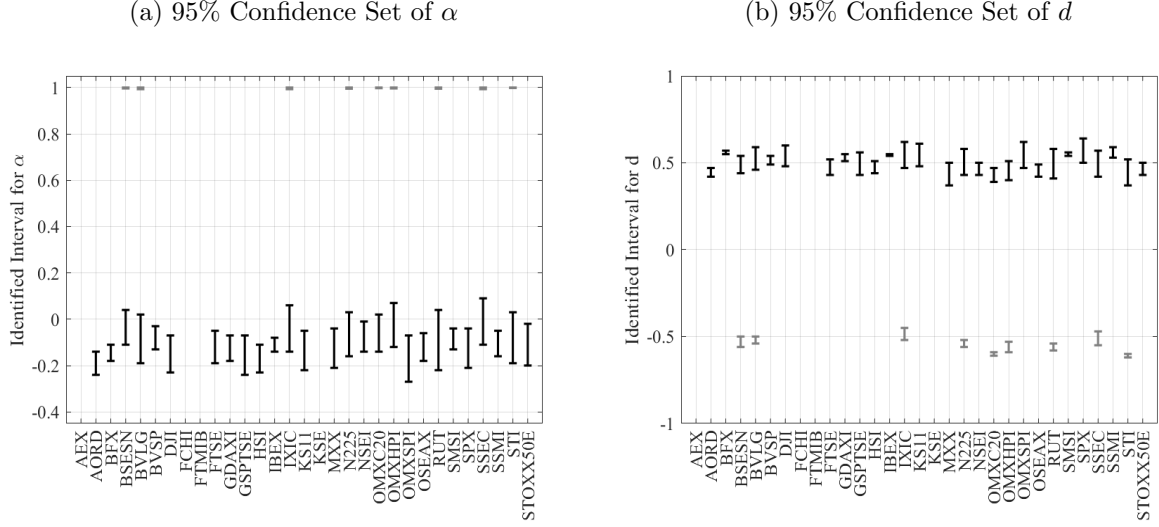 (a) 95% Confidence Set of α
(b) 95% Confidence Set of d
Identified Interval for α
1
0.8
0.6
0.4
0.2
0
-0.2
-0.4
AEX
AORD
BFX
BSESN
BVLG
BVSP
DJI
FCHI
FTMIB
FTSE
GDAXI
GSPTSE
HSI
IBEX
IXIC
KS11
KSE
MXX
N225
NSEI
OMXC20
OMXHPI
OMXSPI
OSEAX
RUT
SMSI
SPX
SSEC
SSMI
STI
STOXX50E
Identified Interval for d
1
0.5
0
-0.5
-1
AEX
AORD
BFX
BSESN
BVLG
BVSP
DJI
FCHI
FTMIB
FTSE
GDAXI
GSPTSE
HSI
IBEX
IXIC
KS11
KSE
MXX
N225
NSEI
OMXC20
OMXHPI
OMXSPI
OSEAX
RUT
SMSI
SPX
SSEC
SSMI
STI
STOXX50E